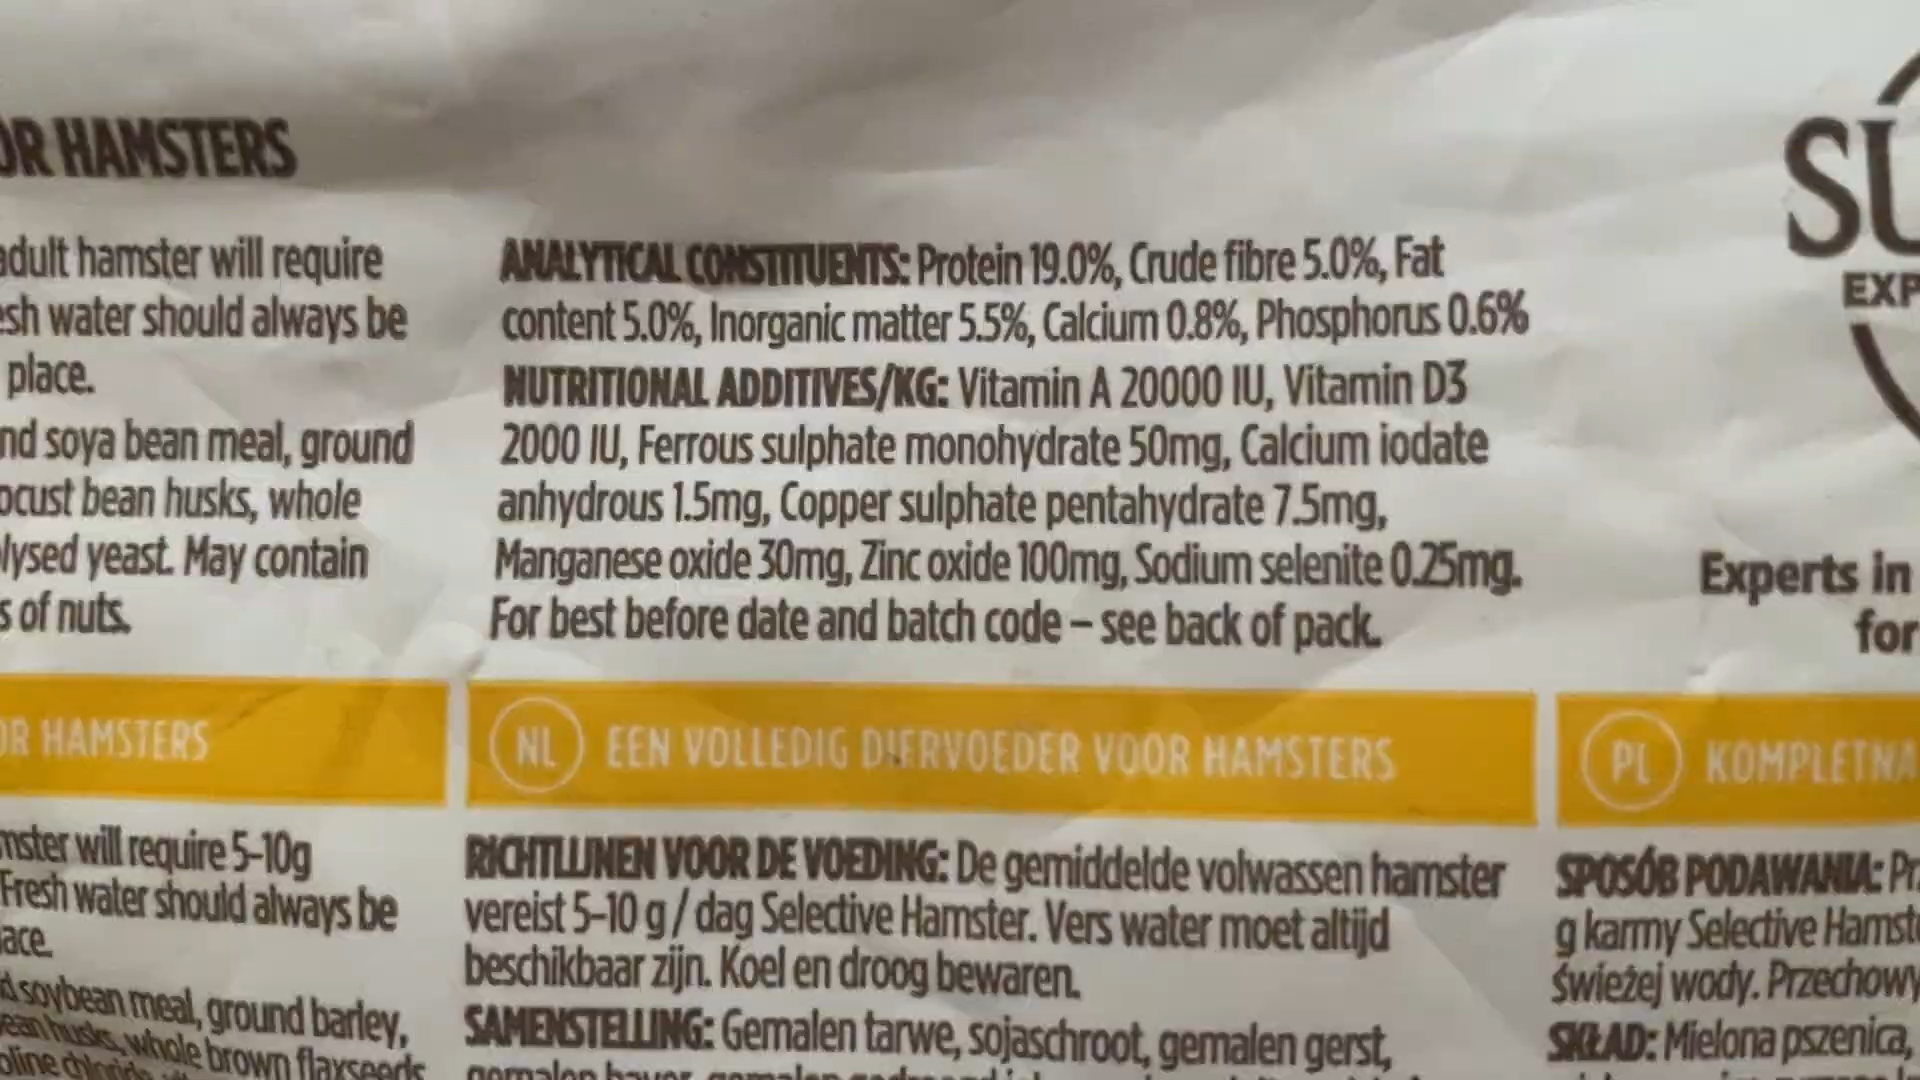 OR HAMSTERS
adult hamster will require
esh water should always be
place.
nd soya bean meal, ground
ocust bean husks, whole
lysed yeast. May contain
s of nuts.
ANALYTICAL CONSTITUENTS: Protein 19.0%, Crude fibre 5.0%, Fat
content 5.0%, Inorganic matter 5.5%, Calcium 0.8%, Phosphorus 0.6%
NUTRITIONAL ADDITIVES/KG: Vitamin A 20000 IU, Vitamin D3
2000 IU, Ferrous sulphate monohydrate 50mg, Calcium iodate
anhydrous 1.5mg, Copper sulphate pentahydrate 7.5mg,
Manganese oxide 30mg, Zinc oxide 100mg, Sodium selenite 0.25mg.
For best before date and batch code – see back of pack.
SU
EXP
Experts in
for
OR HAMSTERS
mster will require 5-10g
Fresh water should always be
lace.
d soybean meal, ground barley,
ean husks, whole brown flaxseeds
NL EEN VOLLEDIG DIERVOEDER VOOR HAMSTERS
RICHTLIJNEN VOOR DE VOEDING: De gemiddelde volwassen hamster
vereist 5-10 g / dag Selective Hamster. Vers water moet altijd
beschikbaar zijn. Koel en droog bewaren.
SAMENSTELLING: Gemalen tarwe, sojaschroot, gemalen gerst,
PL KOMPLETNA
SPOSÓB PODAWANIA: Pr
g karmy Selective Hamste
świeżej wody. Przechowy
SKŁAD: Mielona pszenica,